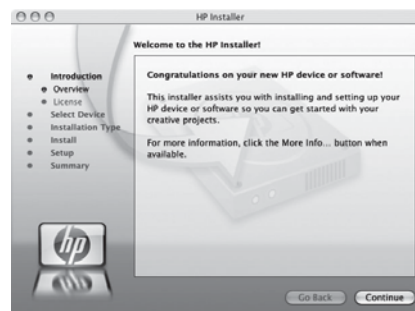 HP Installer
Welcome to the HP Installer!
Introduction
Overview
License
Select Device
Installation Type
Install
Setup
Summary
Congratulations on your new HP device or software!
This installer assists you with installing and setting up your
HP device or software so you can get started with your
creative projects.
For more information, click the More Info... button when
available.
hp
Go Back
Continue